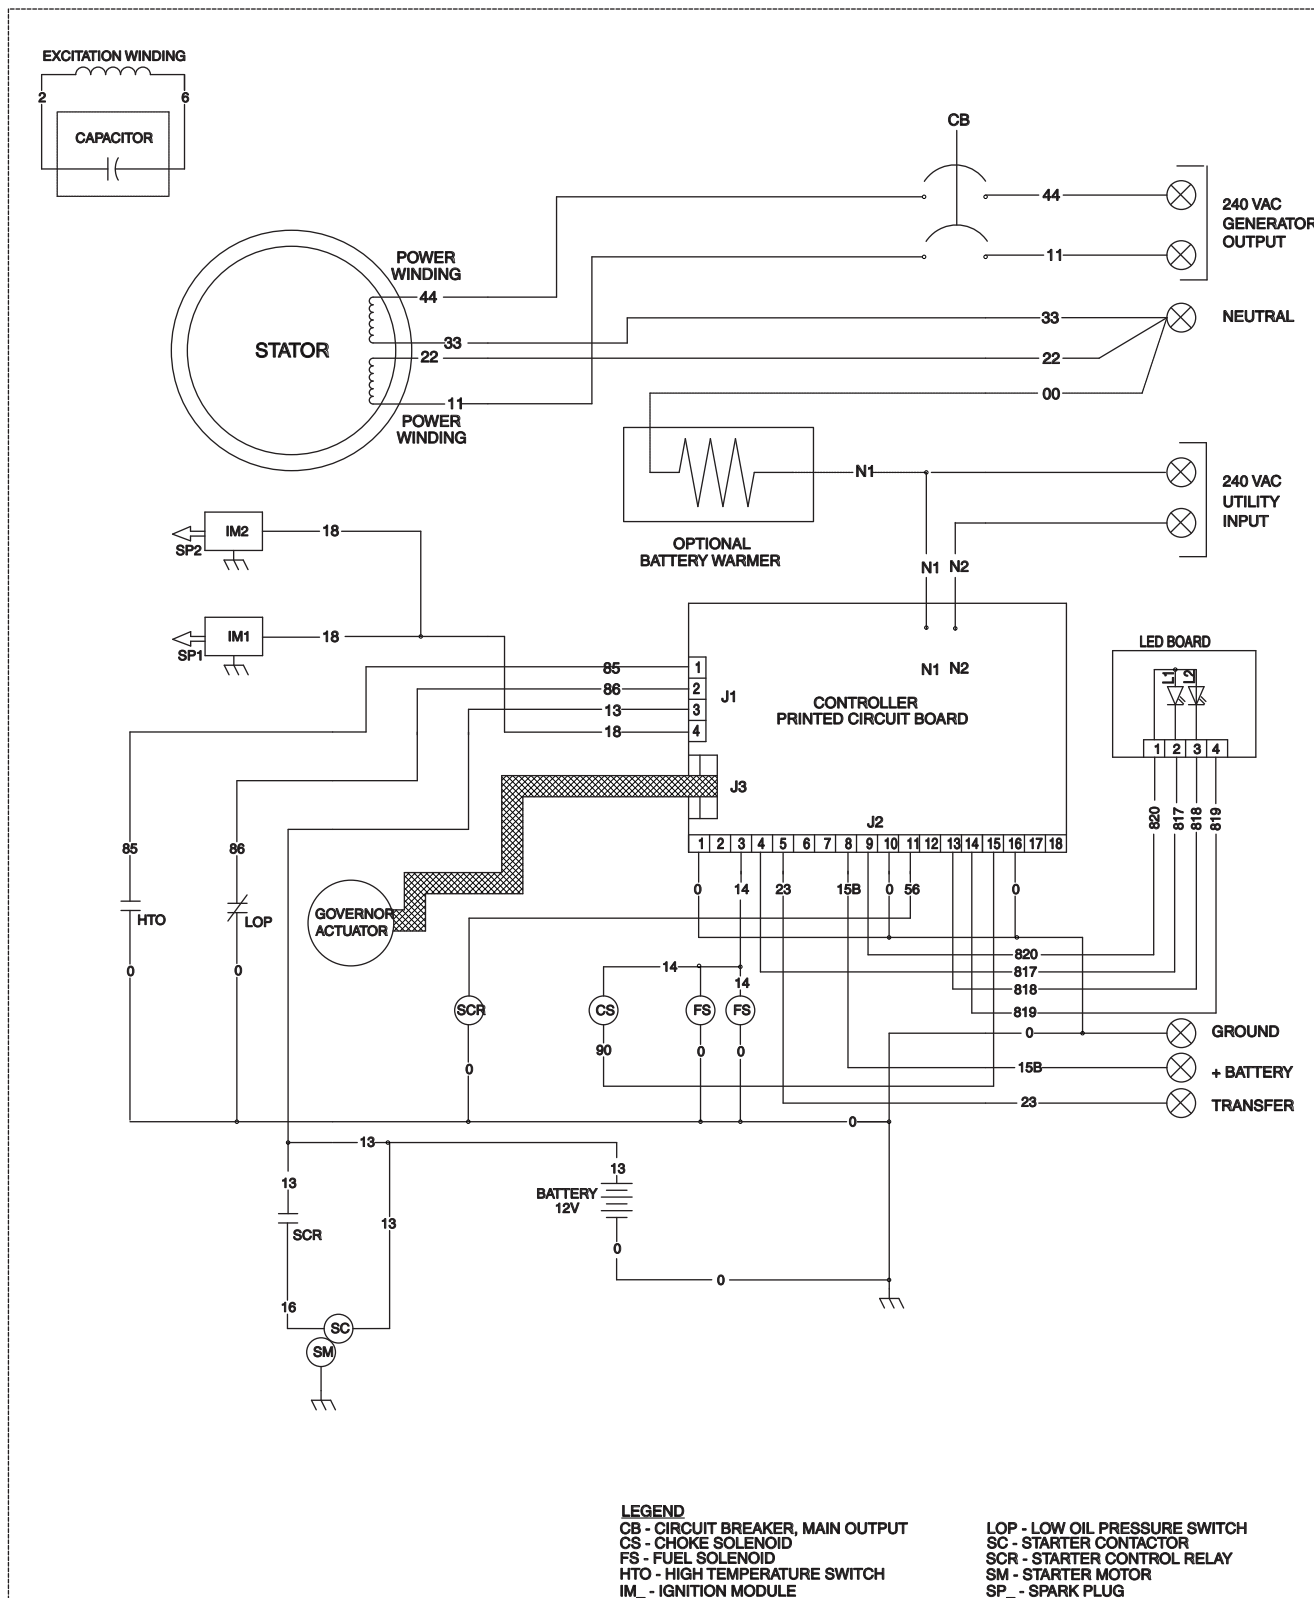 EXCITATION WINDING
2
6
CAPACITOR
CB
44
240 VAC
GENERATOR
OUTPUT
11
POWER
WINDING
44
33
NEUTRAL
STATOR
33
22
22
11
00
POWER
WINDING
N1
240 VAC
UTILITY
INPUT
IM2
18
SP2
OPTIONAL
BATTERY WARMER
N1 N2
IM1
18
SP1
LED BOARD
85
1
N1 N2
L1
L2
86
2
J1
CONTROLLER
PRINTED CIRCUIT BOARD
13
3
18
4
1 2 3 4
J3
820
817
818
819
J2
1 2 3 4 5 6 7 8 9 10 11 12 13 14 15 16 17 18
85
86
0
14
23
15B
0
56
0
HTO
LOP
GOVERNOR
ACTUATOR
820
0
0
14
817
14
818
SCR
CS
FS
FS
819
0
GROUND
90
0
0
0
15B
+ BATTERY
23
TRANSFER
0
13
13
13
BATTERY
12V
13
SCR
0
0
16
SC
SM
LEGEND
CB - CIRCUIT BREAKER, MAIN OUTPUT
CS - CHOKE SOLENOID
FS - FUEL SOLENOID
HTO - HIGH TEMPERATURE SWITCH
IM_ - IGNITION MODULE
LOP - LOW OIL PRESSURE SWITCH
SC - STARTER CONTACTOR
SCR - STARTER CONTROL RELAY
SM - STARTER MOTOR
SP_ - SPARK PLUG